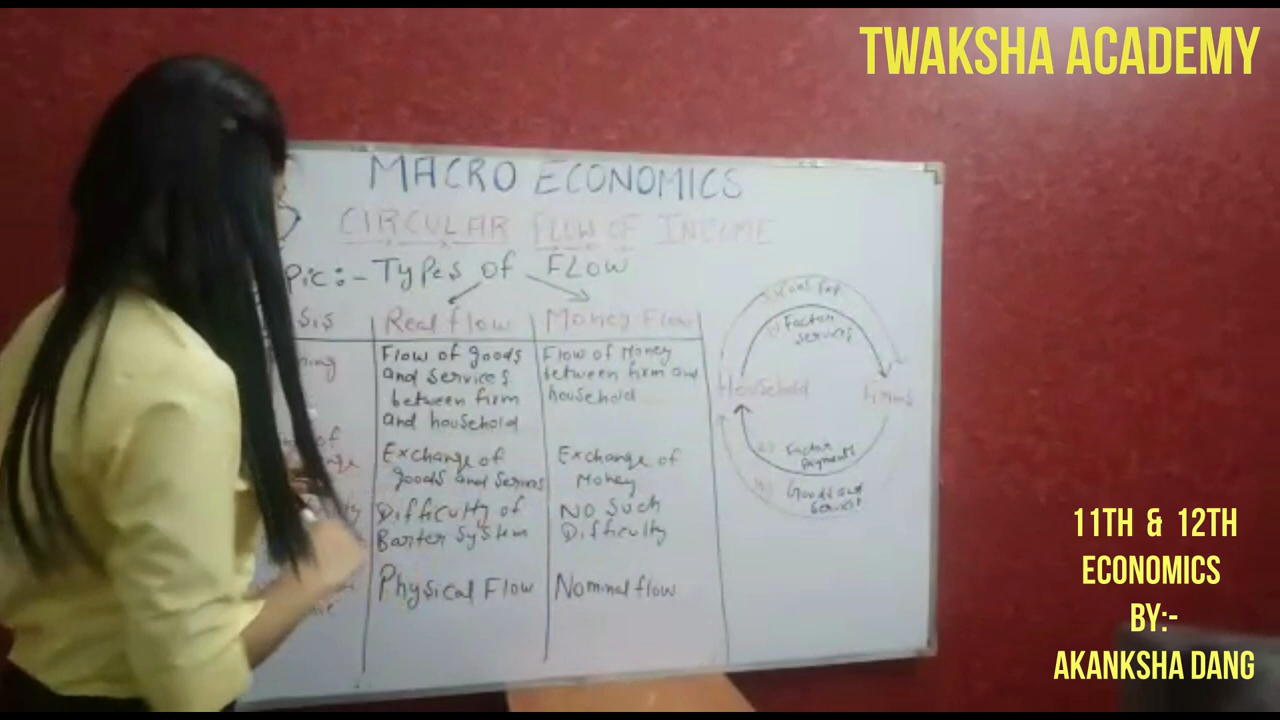 TWAKSHA ACADEMY
MACRO ECONOMICS
CIRCULAR FLOW OF INCOME
pic:- Types of FLOW
sis
Real flow
Money Flow
Flow of goods
and services
between firm
and household
Flow of Money
between firm and
household
Exchange of
goods and servies
Exchange of
Money
Difficulty of
Barter System
NO Such
Difficulty
Physical Flow
Nominal flow
Factor
services
Household
Firms
Factor
Payments
Goods and
Services
11TH & 12TH
ECONOMICS
BY:-
AKANKSHA DANG